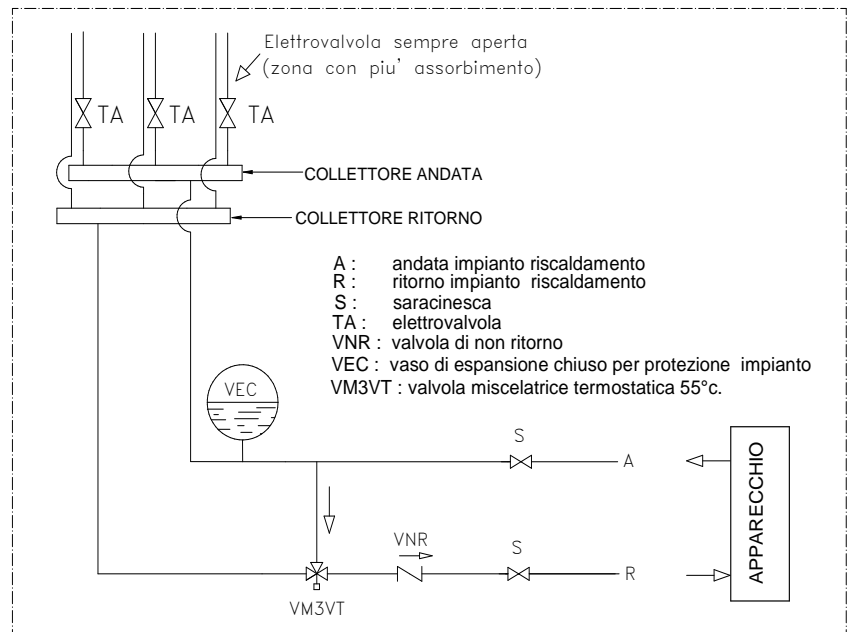 Elettrovalvola sempre aperta
(zona con piu' assorbimento)
TA TA TA
COLLETTORE ANDATA
COLLETTORE RITORNO
A : andata impianto riscaldamento
R : ritorno impianto riscaldamento
S : saracinesca
TA : elettrovalvola
VNR : valvola di non ritorno
VEC : vaso di espansione chiuso per protezione impianto
VM3VT : valvola miscelatrice termostatica 55°c.
VEC
S
A
APPARECCHIO
VNR
S
R
VM3VT